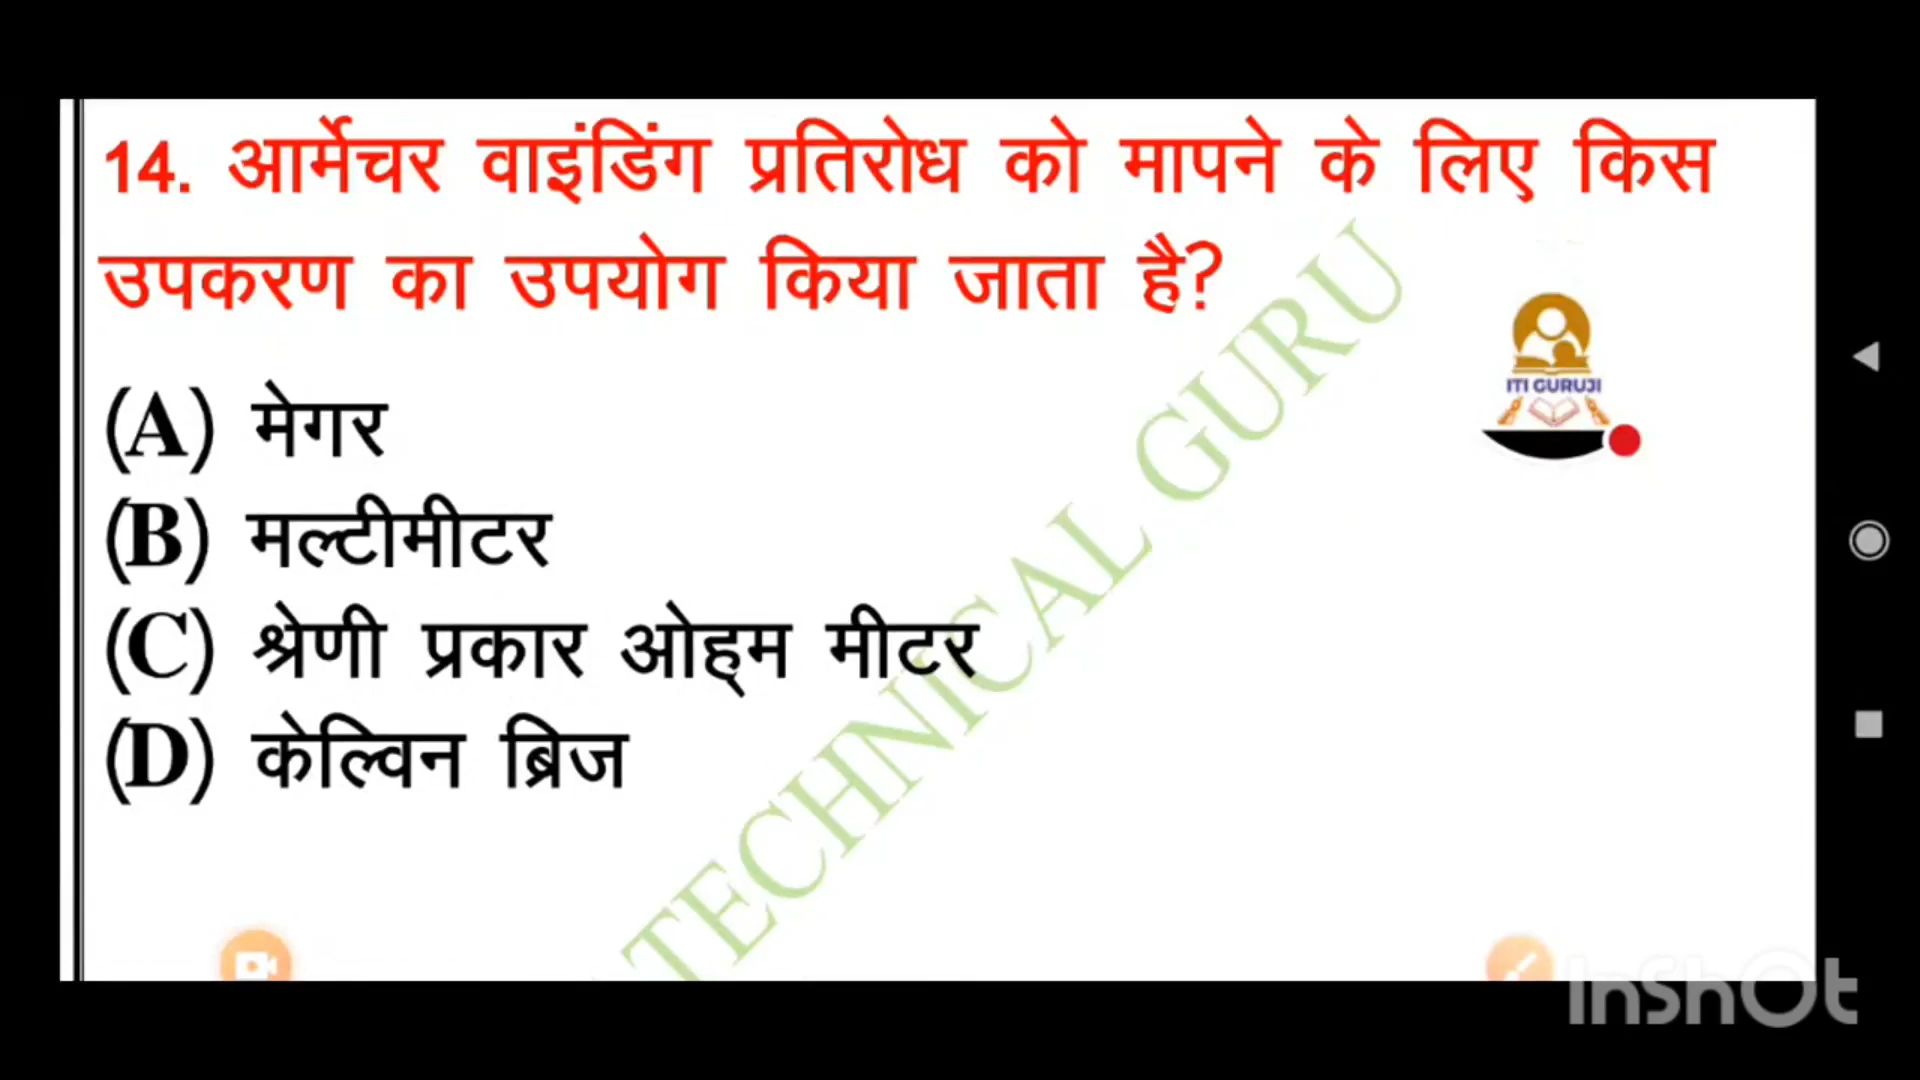 14. आर्मेचर वाइंडिंग प्रतिरोध को मापने के लिए किस
उपकरण का उपयोग किया जाता है?
(A) मेगर
(B) मल्टीमीटर
(C) श्रेणी प्रकार ओह्म मीटर
(D) केल्विन ब्रिज
ITI GURUJI
TECHNICAL GURU
InShOt